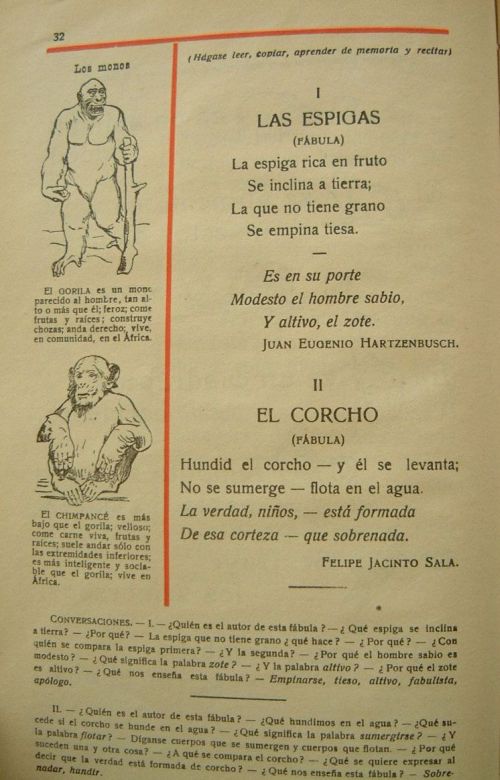 32
(Hágase leer, copiar, aprender de memoria y recitar)
Los monos
El GORILA es un mono
parecido al hombre, tan al-
to o más que él; feroz; come
frutas y raíces; construye
chozas; anda derecho; vive,
en comunidad, en el África.
El CHIMPANCÉ es más
bajo que el gorila; velloso;
come carne viva, frutas y
raíces; suele andar sólo con
las extremidades inferiores;
es más inteligente y socia-
ble que el gorila; vive en
África.
I
LAS ESPIGAS
(FÁBULA)
La espiga rica en fruto
Se inclina a tierra;
La que no tiene grano
Se empina tiesa.
—
Es en su porte
Modesto el hombre sabio,
Y altivo, el zote.
JUAN EUGENIO HARTZENBUSCH.
II
EL CORCHO
(FÁBULA)
Hundid el corcho — y él se levanta;
No se sumerge — flota en el agua.
La verdad, niños, — está formada
De esa corteza — que sobrenada.
FELIPE JACINTO SALA.
CONVERSACIONES. — I. — ¿Quién es el autor de esta fábula? — ¿Qué espiga se inclina
a tierra? — ¿Por qué? — La espiga que no tiene grano ¿qué hace? — ¿Por qué? — ¿Con
quién se compara la espiga primera? — ¿Y la segunda? — ¿Por qué el hombre sabio es
modesto? — ¿Qué significa la palabra zote? — ¿Y la palabra altivo? — ¿Por qué el zote
es altivo? — ¿Qué nos enseña esta fábula? — Empinarse, tieso, altivo, fabulista,
apólogo.
II. — ¿Quién es el autor de esta fábula? — ¿Qué hundimos en el agua? — ¿Qué su-
cede si el corcho se hunde en el agua? — ¿Qué significa la palabra sumergirse? — ¿Y
la palabra flotar? — Díganse cuerpos que se sumergen y cuerpos que flotan. — ¿Por qué
suceden una y otra cosa? — ¿A qué se compara el corcho? — ¿Qué se quiere expresar al
decir que la verdad está formada de corcho? — ¿Qué nos enseña esta fábula? — Sobre-
nadar, hundir.